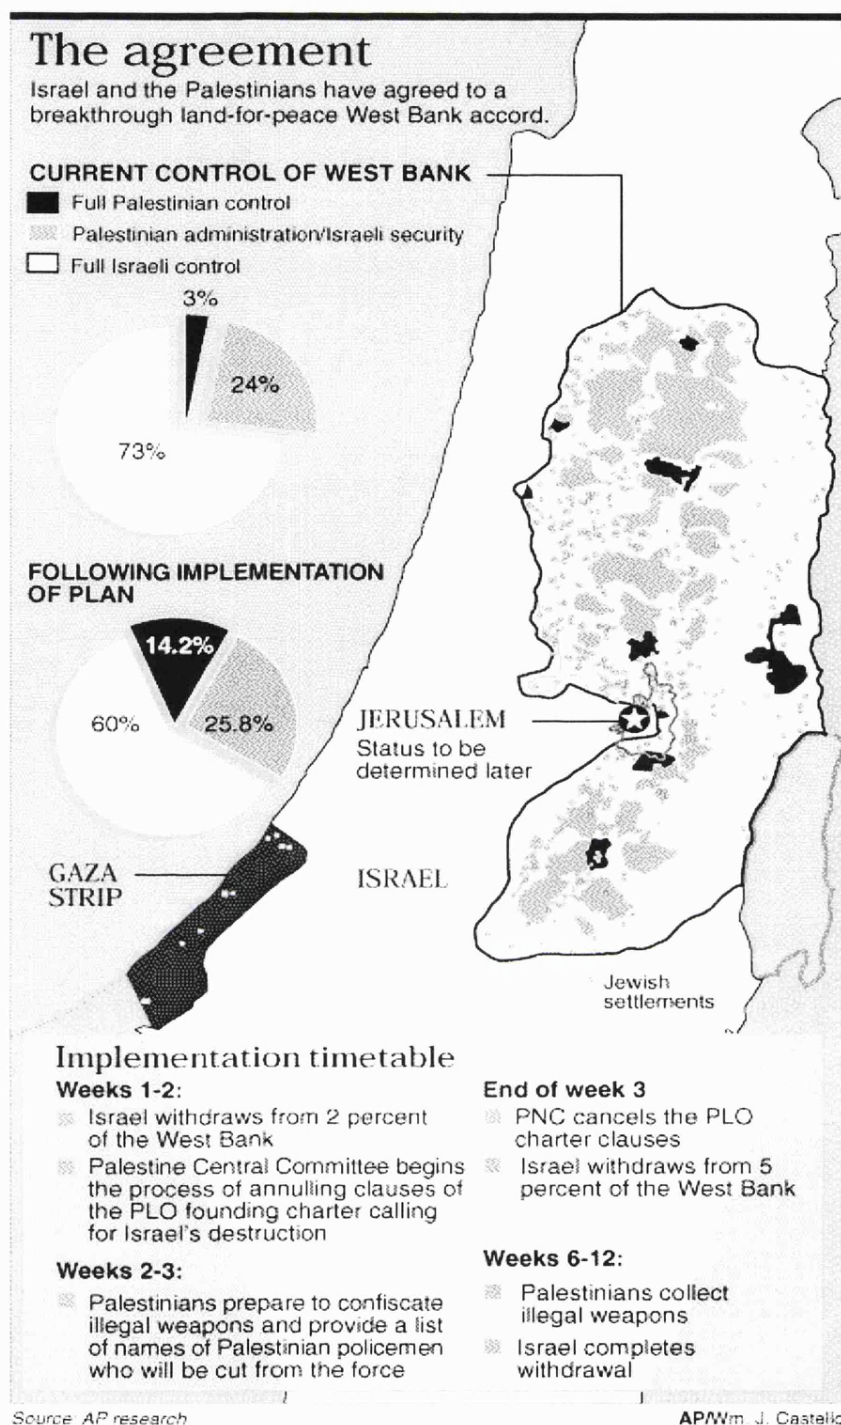 The agreement
Israel and the Palestinians have agreed to a
breakthrough land-for-peace West Bank accord.
CURRENT CONTROL OF WEST BANK
Full Palestinian control
Palestinian administration/Israeli security
Full Israeli control
3%
24%
73%
FOLLOWING IMPLEMENTATION
OF PLAN
14.2%
60%
25.8%
JERUSALEM
Status to be
determined later
GAZA
STRIP
ISRAEL
Jewish
settlements
Implementation timetable
Weeks 1-2:
Israel withdraws from 2 percent
of the West Bank
Palestine Central Committee begins
the process of annulling clauses of
the PLO founding charter calling
for Israel's destruction
Weeks 2-3:
Palestinians prepare to confiscate
illegal weapons and provide a list
of names of Palestinian policemen
who will be cut from the force
End of week 3
PNC cancels the PLO
charter clauses
Israel withdraws from 5
percent of the West Bank
Weeks 6-12:
Palestinians collect
illegal weapons
Israel completes
withdrawal
Source: AP research
AP/Wm. J. Castello